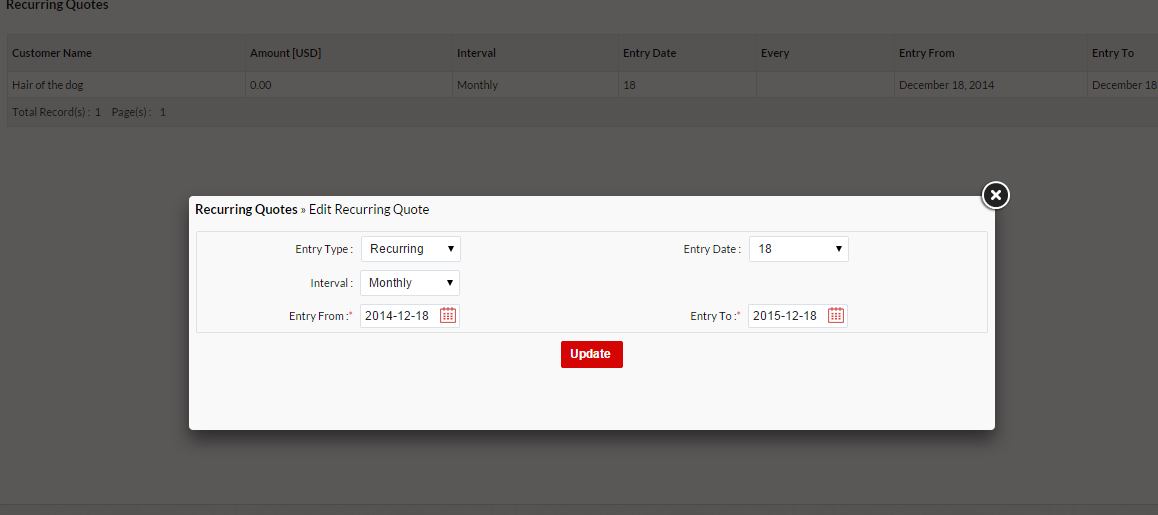 Recurring Quotes
Customer Name Amount [USD] Interval Entry Date Every Entry From Entry To
Hair of the dog 0.00 Monthly 18 December 18, 2014 December 18
Total Record(s) : 1 Page(s) : 1
Recurring Quotes » Edit Recurring Quote
Entry Type : Recurring Entry Date : 18
Interval : Monthly
Entry From :* 2014-12-18 Entry To :* 2015-12-18
Update